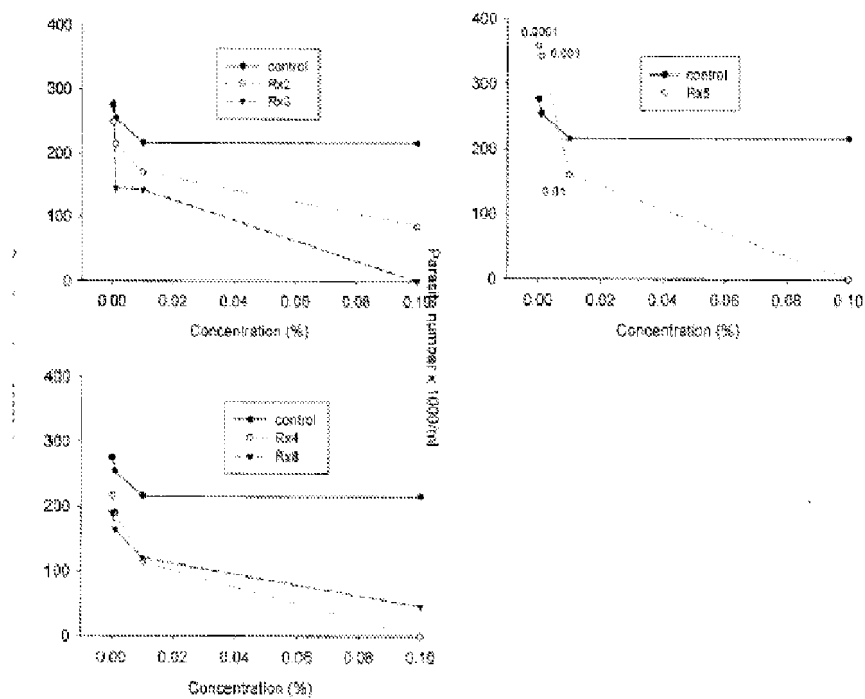 400
300
200
100
0
control
Rx2
Rx3
0.00 0.02 0.04 0.06 0.08 0.10
Concentration (%)
Parasite number x 1000/ml
400
300
200
100
0
0.0001
0.001
0.01
control
Rx5
0.00 0.02 0.04 0.06 0.08 0.10
Concentration (%)
400
300
200
100
0
control
Rx4
Rx8
0.00 0.02 0.04 0.06 0.08 0.10
Concentration (%)